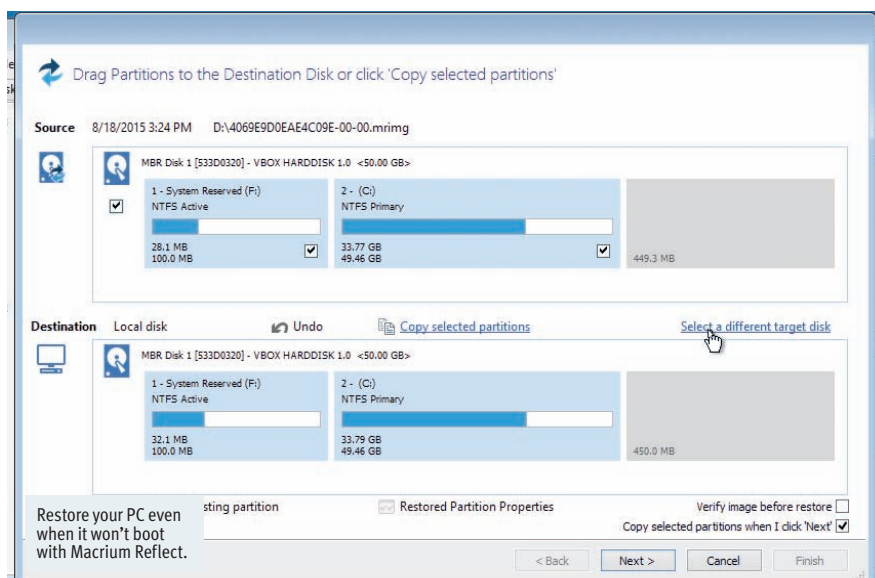 Drag Partitions to the Destination Disk or click 'Copy selected partitions'
Source 8/18/2015 3:24 PM D:\4069E9D0EAE4C09E-00-00.mrimg
MBR Disk 1 [533D0320] - VBOX HARDDISK 1.0 <50.00 GB>
1 - System Reserved (F:)
NTFS Active
28.1 MB
100.0 MB
2 - (C:)
NTFS Primary
33.77 GB
49.46 GB
449.3 MB
Destination Local disk Undo Copy selected partitions Select a different target disk
MBR Disk 1 [533D0320] - VBOX HARDDISK 1.0 <50.00 GB>
1 - System Reserved (F:)
NTFS Active
32.1 MB
100.0 MB
2 - (C:)
NTFS Primary
33.79 GB
49.46 GB
450.0 MB
sting partition Restored Partition Properties Verify image before restore
Copy selected partitions when I click 'Next'
Restore your PC even
when it won't boot
with Macrium Reflect.
< Back Next > Cancel Finish